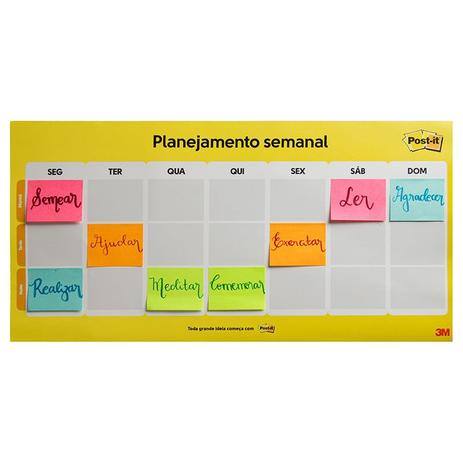 Planejamento semanal
Post-it
SEG TER QUA QUI SEX SÁB DOM
Manhã
Semear Ler Agradecer
Tarde
Ajudar Exercitar
Noite
Realizar Meditar Comemorar
Toda grande ideia começa com Post-it
3M